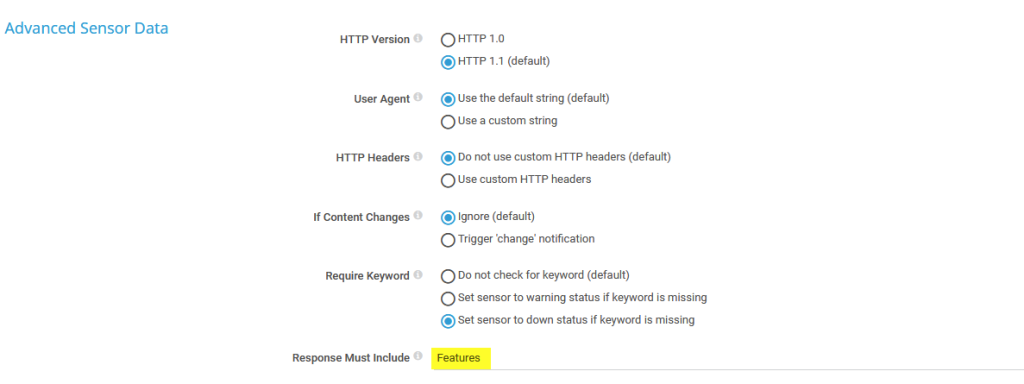 Advanced Sensor Data
HTTP Version
HTTP 1.0
HTTP 1.1 (default)
User Agent
Use the default string (default)
Use a custom string
HTTP Headers
Do not use custom HTTP headers (default)
Use custom HTTP headers
If Content Changes
Ignore (default)
Trigger 'change' notification
Require Keyword
Do not check for keyword (default)
Set sensor to warning status if keyword is missing
Set sensor to down status if keyword is missing
Response Must Include
Features